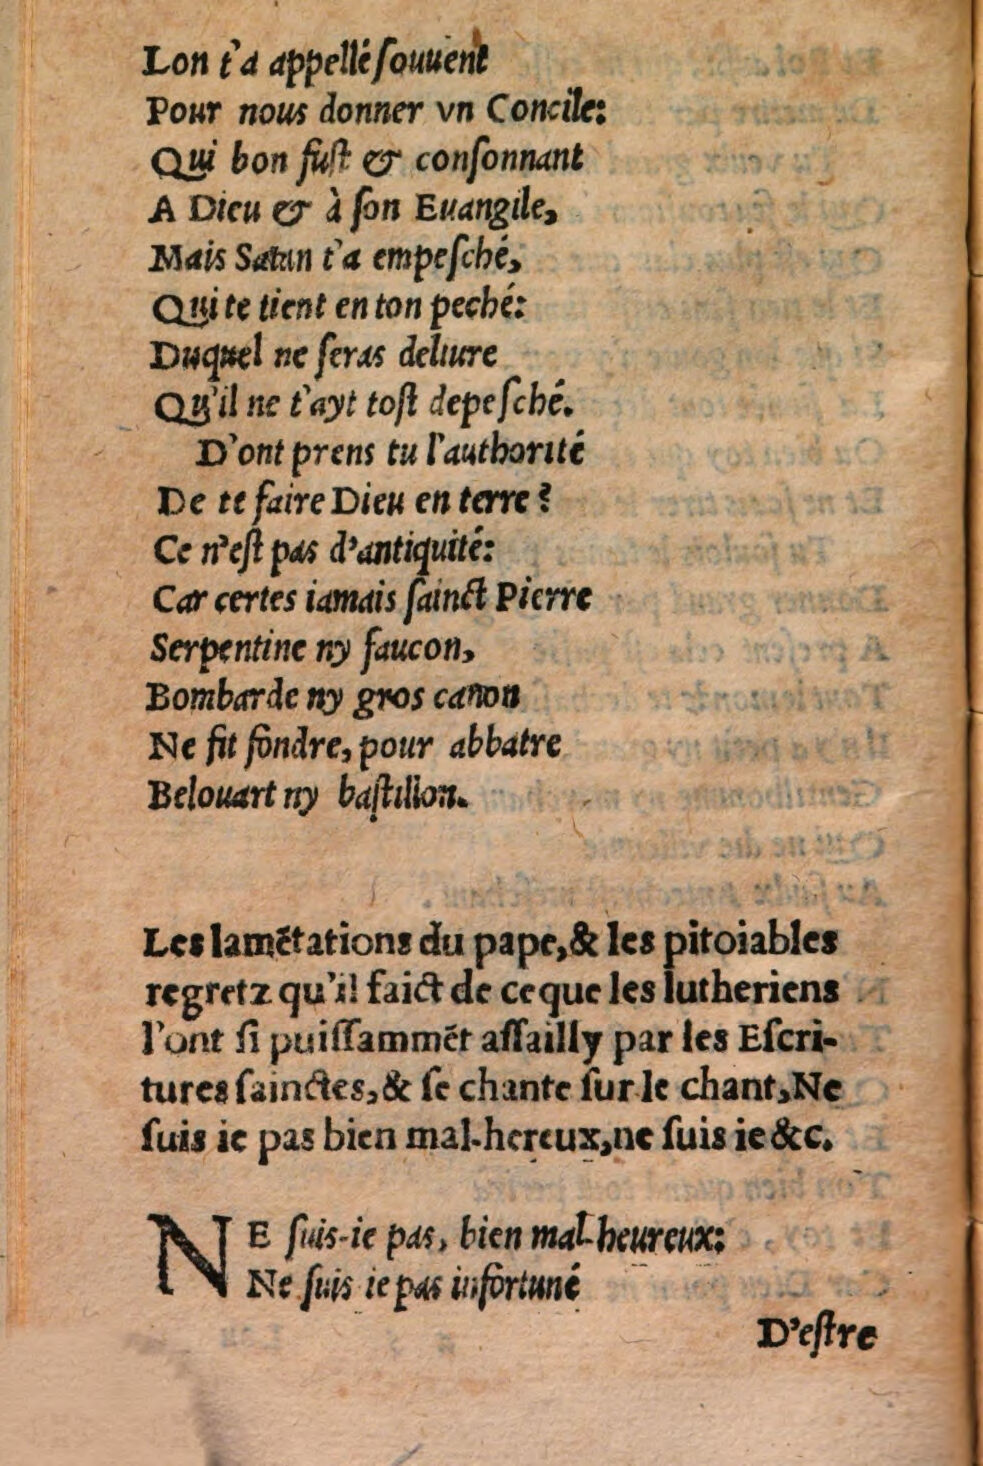 Lon t'a appellé ſouuent
Pour nous donner vn Concile:
Qui bon fuſt & conſonnant
A Dieu & à ſon Euangile,
Mais Satan t'a empeſché,
Qui te tient en ton peché:
Duquel ne ſeras deliure
Qu'il ne t'ayt toſt depeſché.
D'ont prens tu l'authorité
De te faire Dieu en terre ?
Ce n'eſt pas d'antiquité:
Car certes iamais ſainct Pierre
Serpentine ny faucon,
Bombarde ny gros canon
Ne fit fondre, pour abbatre
Belouart ny baſtillon.
Les lamẽtations du pape, & les pitoiables
regretz qu'il faict de ce que les lutheriens
l'ont ſi puiſſammẽt aſſailly par les Eſcri-
tures ſainctes, & ſe chante ſur le chant, Ne
ſuis ie pas bien mal-hereux, ne ſuis ie &c.
NE ſuis-ie pas, bien mal-heureux:
Ne ſuis ie pas infortuné
D'eſtre